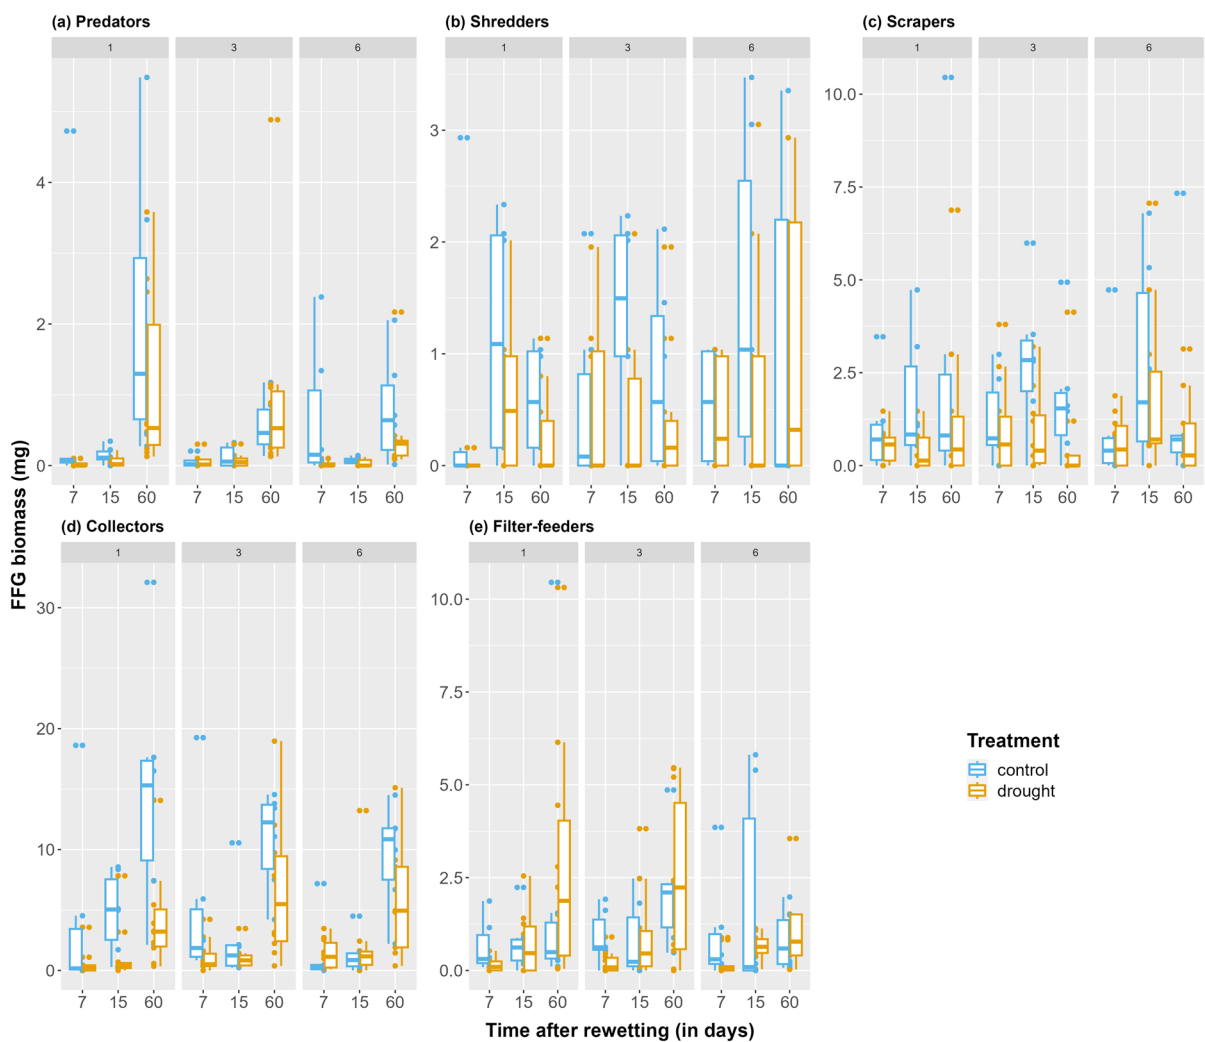 (a) Predators
(b) Shredders
(c) Scrapers
1 3 6
1 3 6
1 3 6
4
2
0
3
2
1
0
10.0
7.5
5.0
2.5
0.0
7 15 60 7 15 60 7 15 60
7 15 60 7 15 60 7 15 60
7 15 60 7 15 60 7 15 60
FFG biomass (mg)
(d) Collectors
(e) Filter-feeders
1 3 6
1 3 6
30
20
10
0
10.0
7.5
5.0
2.5
0.0
7 15 60 7 15 60 7 15 60
7 15 60 7 15 60 7 15 60
Time after rewetting (in days)
Treatment
control
drought